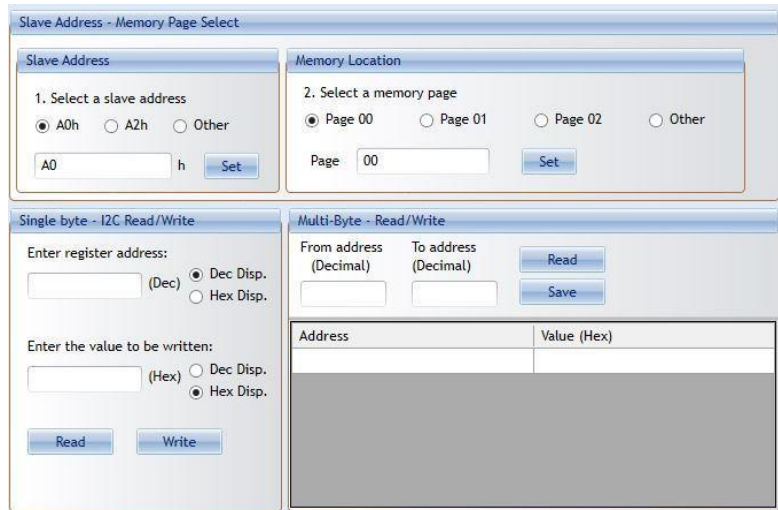 Slave Address - Memory Page Select
Slave Address
1. Select a slave address
A0h A2h Other
A0 h Set
Memory Location
2. Select a memory page
Page 00 Page 01 Page 02 Other
Page 00 Set
Single byte - I2C Read/Write
Enter register address:
(Dec) Dec Disp.
Hex Disp.
Enter the value to be written:
(Hex) Dec Disp.
Hex Disp.
Read Write
Multi-Byte - Read/Write
From address To address
(Decimal) (Decimal)
Read
Save
Address Value (Hex)